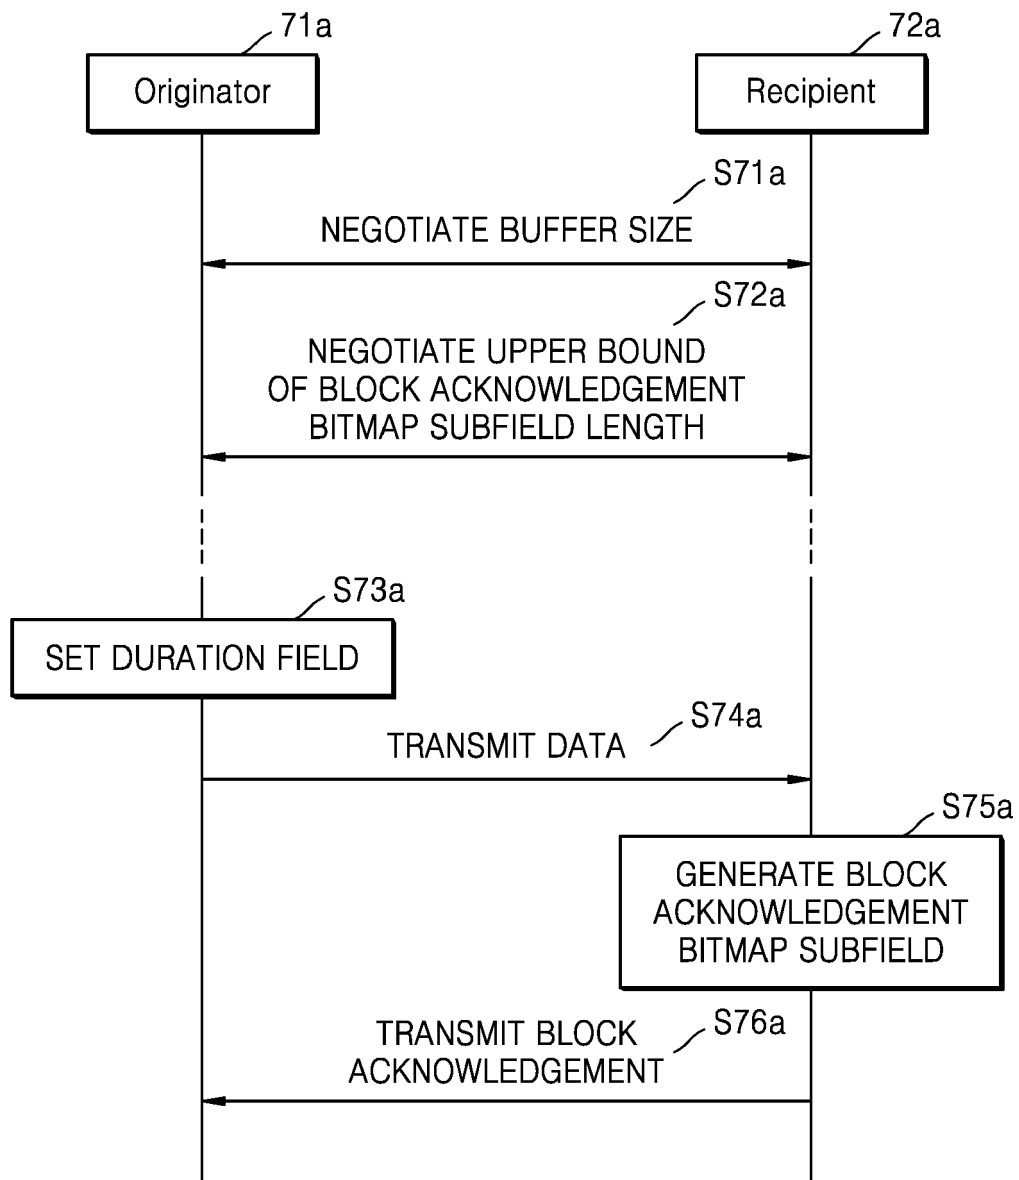 71a
72a
Originator
Recipient
S71a
NEGOTIATE BUFFER SIZE
S72a
NEGOTIATE UPPER BOUND
OF BLOCK ACKNOWLEDGEMENT
BITMAP SUBFIELD LENGTH
S73a
SET DURATION FIELD
S74a
TRANSMIT DATA
S75a
GENERATE BLOCK
ACKNOWLEDGEMENT
BITMAP SUBFIELD
S76a
TRANSMIT BLOCK
ACKNOWLEDGEMENT